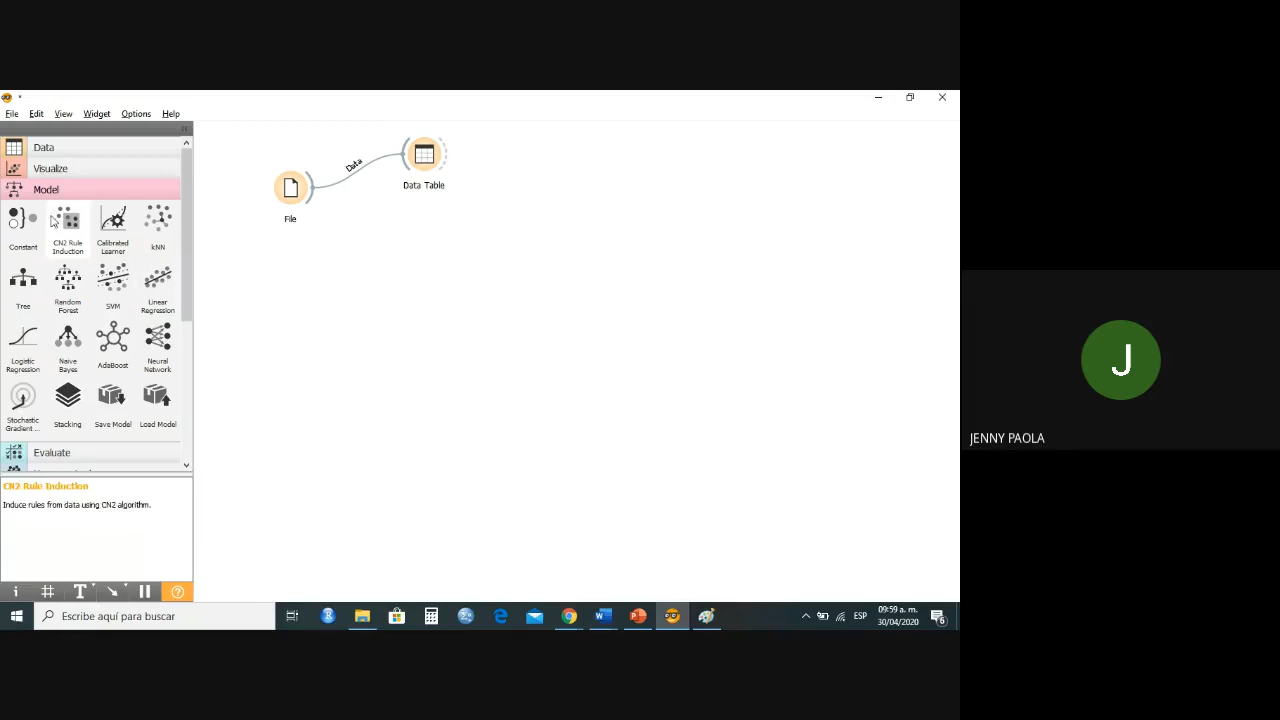 File Edit View Widget Options Help
Data
Visualize
Model
Constant
CN2 Rule
Induction
Calibrated
Learner
kNN
Tree
Random
Forest
SVM
Linear
Regression
Logistic
Regression
Naive
Bayes
AdaBoost
Neural
Network
Stochastic
Gradient ...
Stacking
Save Model
Load Model
Evaluate
CN2 Rule Induction
Induce rules from data using CN2 algorithm.
Data
File
Data Table
Escribe aquí para buscar
ESP
09:59 a. m.
30/04/2020
6
J
JENNY PAOLA